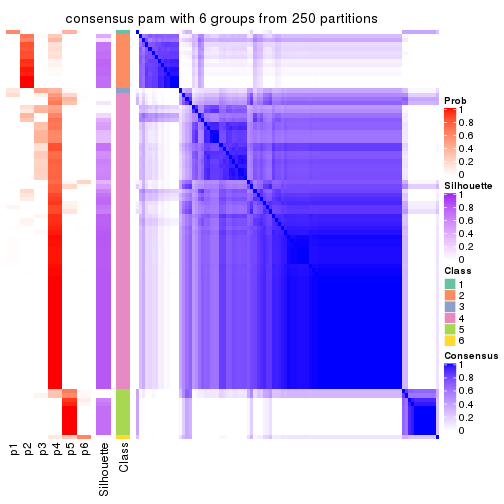 consensus pam with 6 groups from 250 partitions
Prob
1
0.8
0.6
0.4
0.2
0
Silhouette
1
0.8
0.6
0.4
0.2
0
Class
1
2
3
4
5
6
Consensus
1
0.8
0.6
0.4
0.2
0
p1
p2
p3
p4
p5
p6
Silhouette
Class